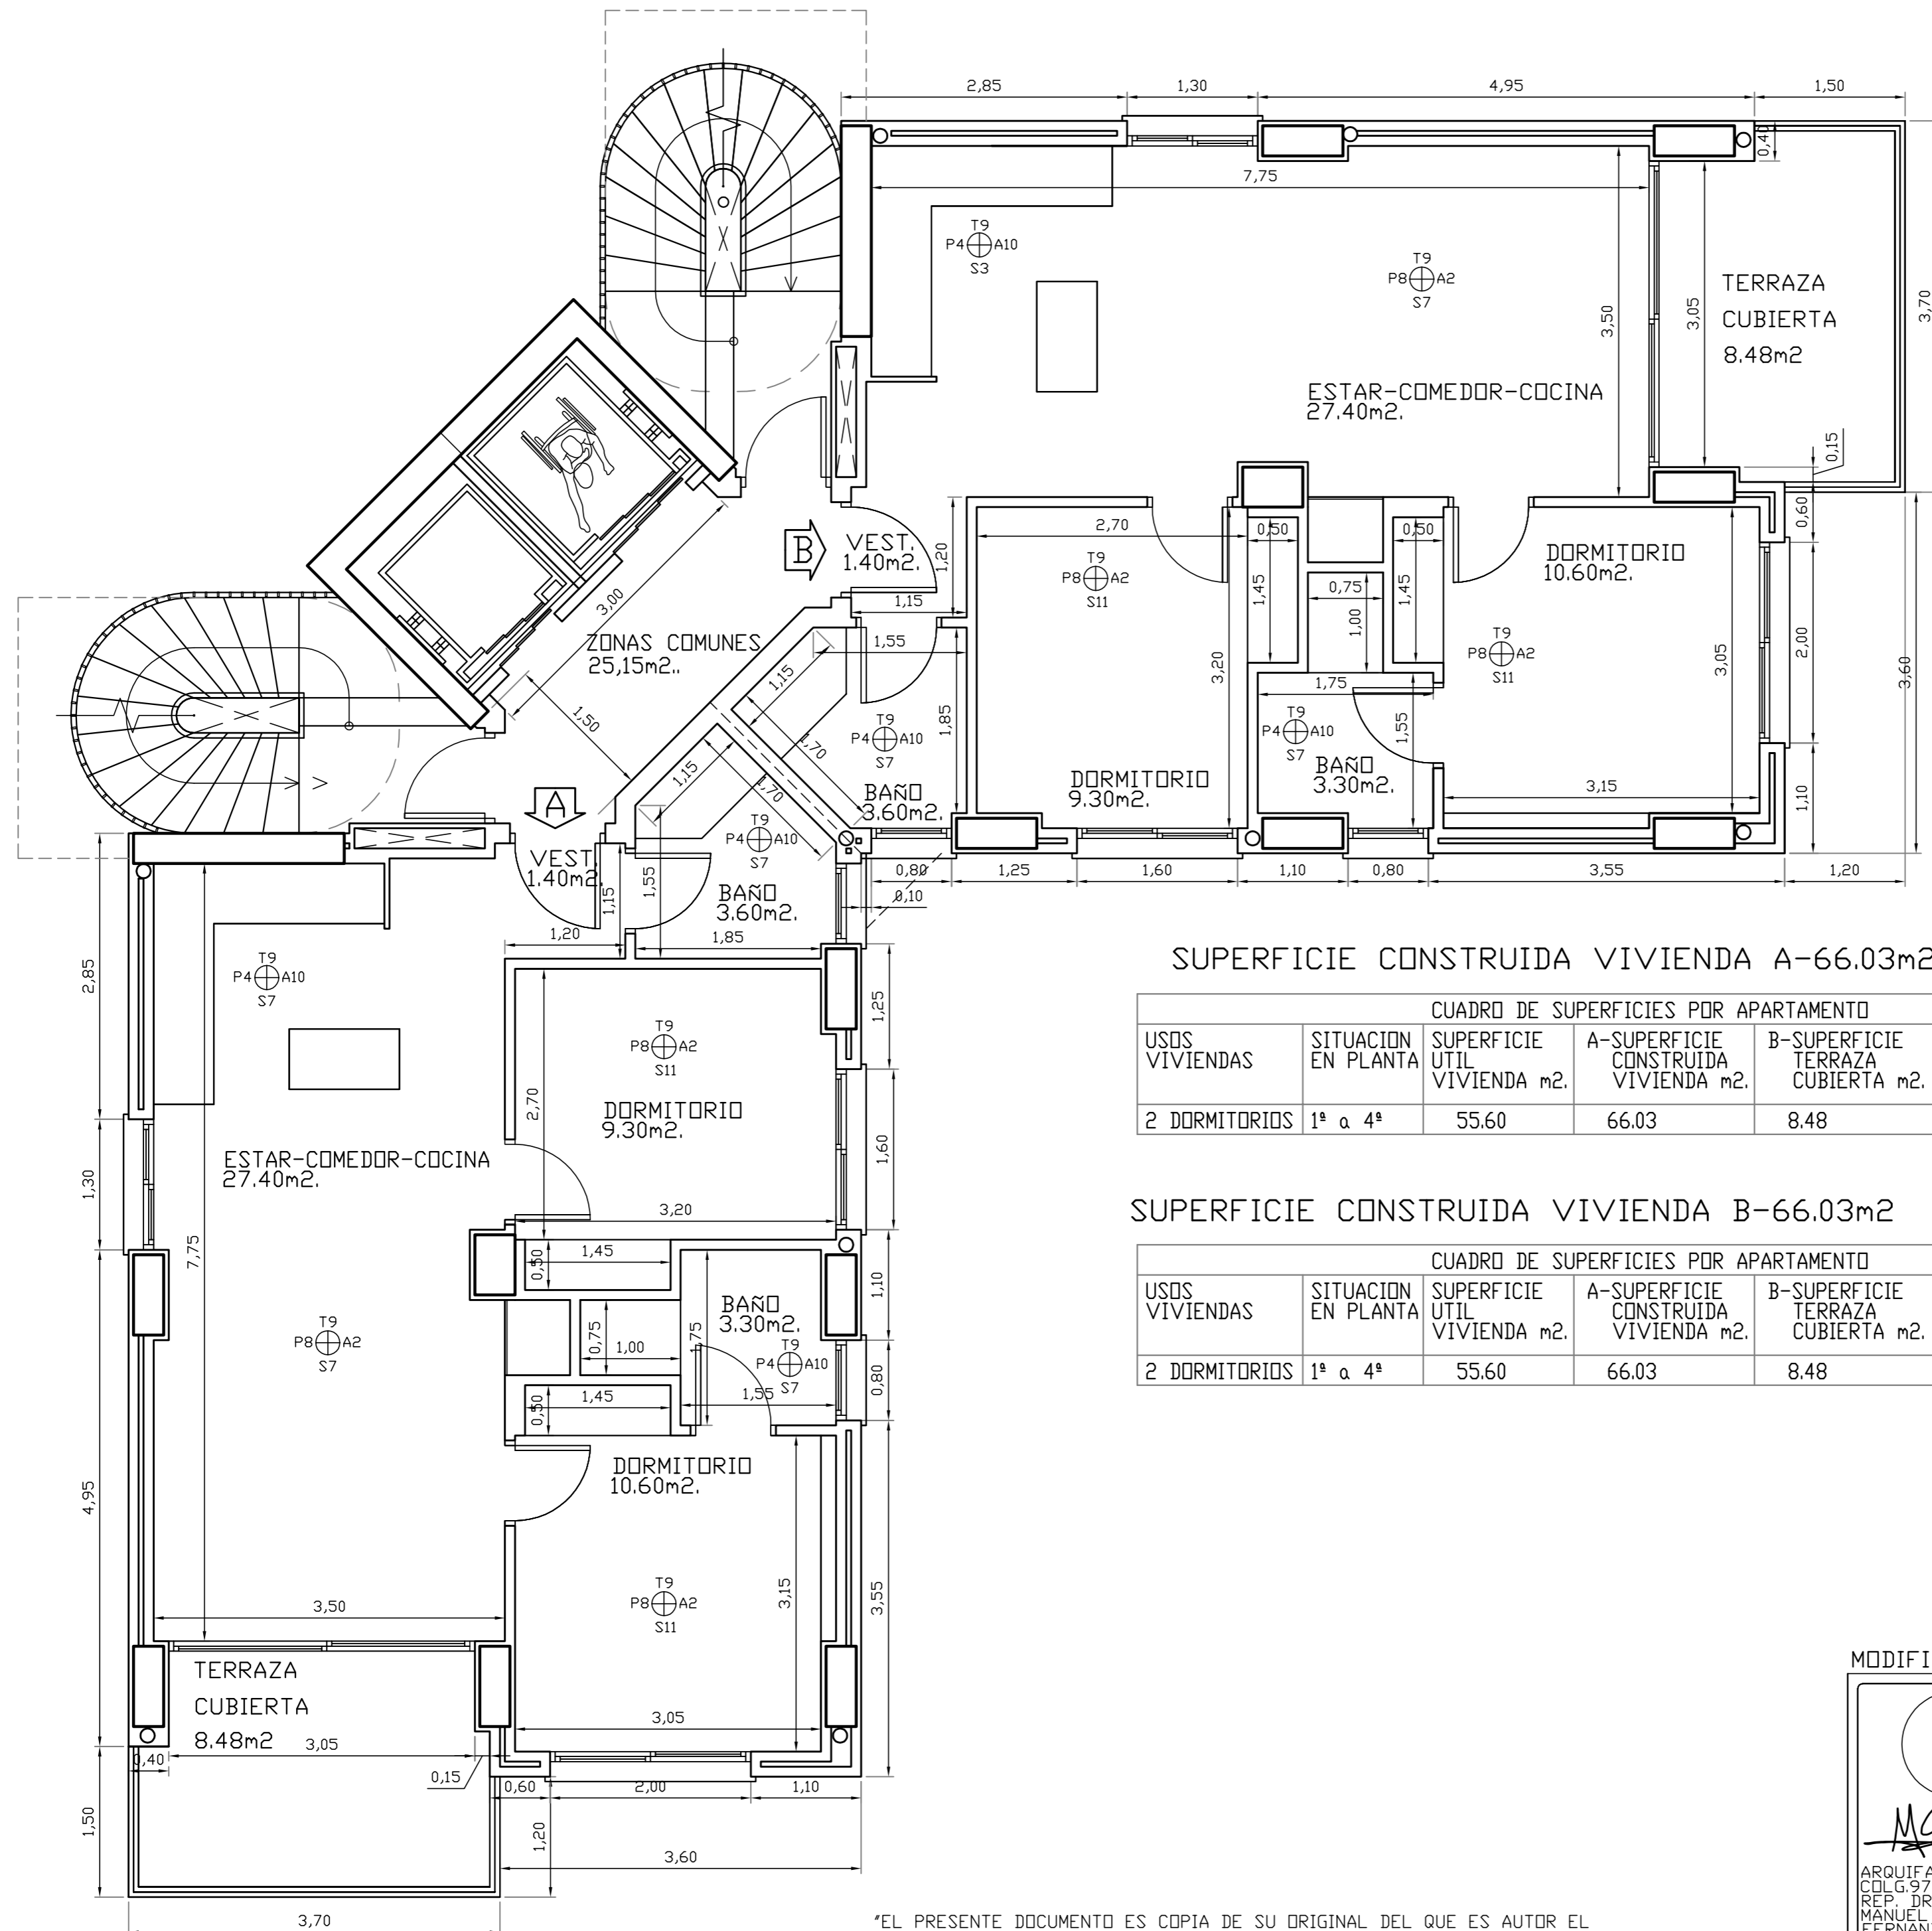 2,85
1,30
4,95
1,50
0,40
7,75
T9
P4 A10
S3
T9
P8 A2
S7
3,50
3,05
TERRAZA
CUBIERTA
8.48m2
3,70
ESTAR-COMEDOR-COCINA
27.40m2.
0,15
0,60
B
VEST.
1.40m2.
1,20
1,15
2,70
T9
P8 A2
S11
0,50
1,45
0,75
1,00
0,50
1,45
DORMITORIO
10.60m2.
T9
P8 A2
S11
3,05
2,00
3,60
3,00
ZONAS COMUNES
25,15m2..
1,50
1,55
1,15
1,70
T9
P4 A10
S7
1,85
BAÑO
3.60m2.
3,20
DORMITORIO
9.30m2.
1,75
T9
P4 A10
S7
1,55
BAÑO
3.30m2.
3,15
1,10
0,80
1,25
1,60
1,10
0,80
3,55
1,20
0,10
A
VEST.
1.40m2.
1,15
1,20
1,15
1,70
T9
P4 A10
S7
1,55
BAÑO
3.60m2.
1,85
2,85
T9
P4 A10
S7
1,25
T9
P8 A2
S11
2,70
DORMITORIO
9.30m2.
1,60
3,20
1,30
ESTAR-COMEDOR-COCINA
27.40m2.
7,75
0,50
1,45
1,10
BAÑO
3.30m2.
1,75
0,75
1,00
T9
P4 A10
S7
1,55
0,80
T9
P8 A2
S7
0,50
1,45
DORMITORIO
10.60m2.
4,95
T9
P8 A2
S11
3,15
3,55
3,50
TERRAZA
CUBIERTA
8.48m2
3,05
3,05
0,40
0,15
0,60
2,00
1,10
1,50
1,20
3,60
3,70
SUPERFICIE CONSTRUIDA VIVIENDA A-66.03m2
CUADRO DE SUPERFICIES POR APARTAMENTO
USOS VIVIENDAS
SITUACION EN PLANTA
SUPERFICIE UTIL VIVIENDA m2.
A-SUPERFICIE CONSTRUIDA VIVIENDA m2.
B-SUPERFICIE TERRAZA CUBIERTA m2.
2 DORMITORIOS 1ª a 4ª 55.60 66.03 8.48
SUPERFICIE CONSTRUIDA VIVIENDA B-66.03m2
CUADRO DE SUPERFICIES POR APARTAMENTO
USOS VIVIENDAS
SITUACION EN PLANTA
SUPERFICIE UTIL VIVIENDA m2.
A-SUPERFICIE CONSTRUIDA VIVIENDA m2.
B-SUPERFICIE TERRAZA CUBIERTA m2.
2 DORMITORIOS 1ª a 4ª 55.60 66.03 8.48
MODIFI
ARQUIFA
COLG.97
REP. DR
MANUEL
FERNAN
"EL PRESENTE DOCUMENTO ES COPIA DE SU ORIGINAL DEL QUE ES AUTOR EL